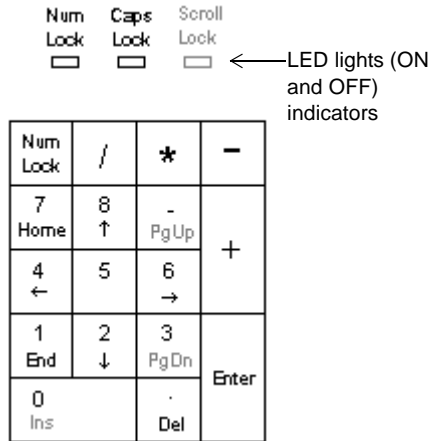 Num Caps Scroll
Lock Lock Lock
LED lights (ON
and OFF)
indicators
Num
Lock / * −
7 8 -
Home ↑ PgUp
+
4 5 6
← →
1 2 3
End ↓ PgDn
Enter
0 .
Ins Del